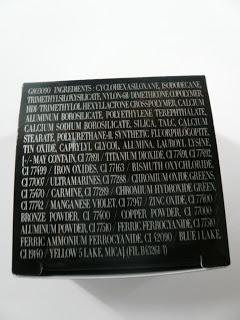 G903090 INGREDIENTS : CYCLOHEXASILOXANE, ISODODECANE,
TRIMETHYLSILOXYSILICATE, NYLON-611/DIMETHICONE COPOLYMER,
HDI/TRIMETHYLOL HEXYLLACTONE CROSSPOLYMER, CALCIUM
ALUMINUM BOROSILICATE, POLYETHYLENE TEREPHTHALATE,
CALCIUM SODIUM BOROSILICATE, SILICA, TALC, CALCIUM
STEARATE, POLYURETHANE-11, SYNTHETIC FLUORPHLOGOPITE,
TIN OXIDE, CAPRYLYL GLYCOL, ALUMINA, LAUROYL LYSINE,
[+/- MAY CONTAIN, CI 77891 / TITANIUM DIOXIDE, CI 77491, CI 77492,
CI 77499 / IRON OXIDES, CI 77163 / BISMUTH OXYCHLORIDE,
CI 77007 / ULTRAMARINES, CI 77288 / CHROMIUM OXIDE GREENS,
CI 75470 / CARMINE, CI 77289 / CHROMIUM HYDROXIDE GREEN,
CI 77742 / MANGANESE VIOLET, CI 77947 / ZINC OXIDE, CI 77400 /
BRONZE POWDER, CI 77400 / COPPER POWDER, CI 77000 /
ALUMINUM POWDER, CI 77510 / FERRIC FERROCYANIDE, CI 77510 /
FERRIC AMMONIUM FERROCYANIDE, CI 42090 / BLUE 1 LAKE,
CI 19140 / YELLOW 5 LAKE, MICA] (FIL B43261/1)